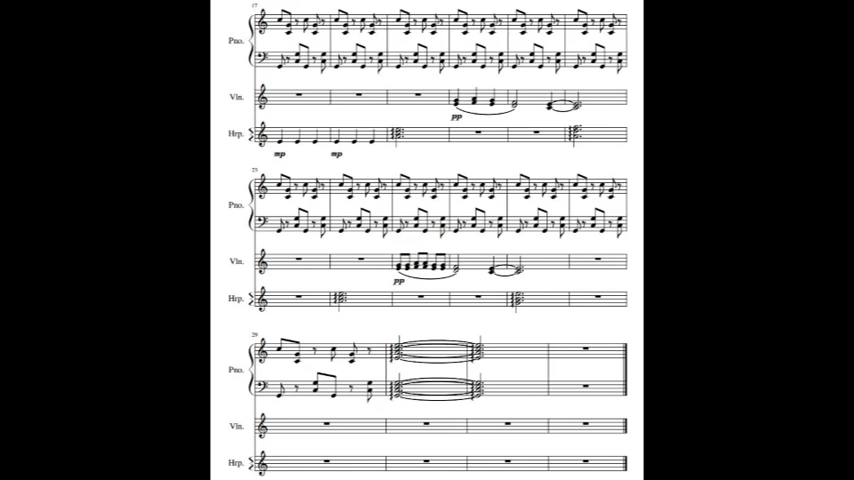 17
Pno.
Vln.
pp
Hrp.
mp mp
23
Pno.
Vln.
pp
Hrp.
29
Pno.
Vln.
Hrp.